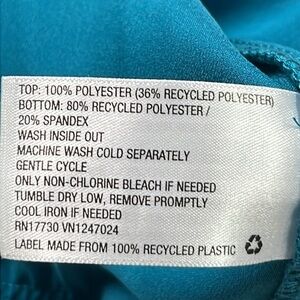 TOP: 100% POLYESTER (36% RECYCLED POLYESTER)
BOTTOM: 80% RECYCLED POLYESTER /
20% SPANDEX
WASH INSIDE OUT
MACHINE WASH COLD SEPARATELY
GENTLE CYCLE
ONLY NON-CHLORINE BLEACH IF NEEDED
TUMBLE DRY LOW, REMOVE PROMPTLY
COOL IRON IF NEEDED
RN17730 VN1247024
LABEL MADE FROM 100% RECYCLED PLASTIC